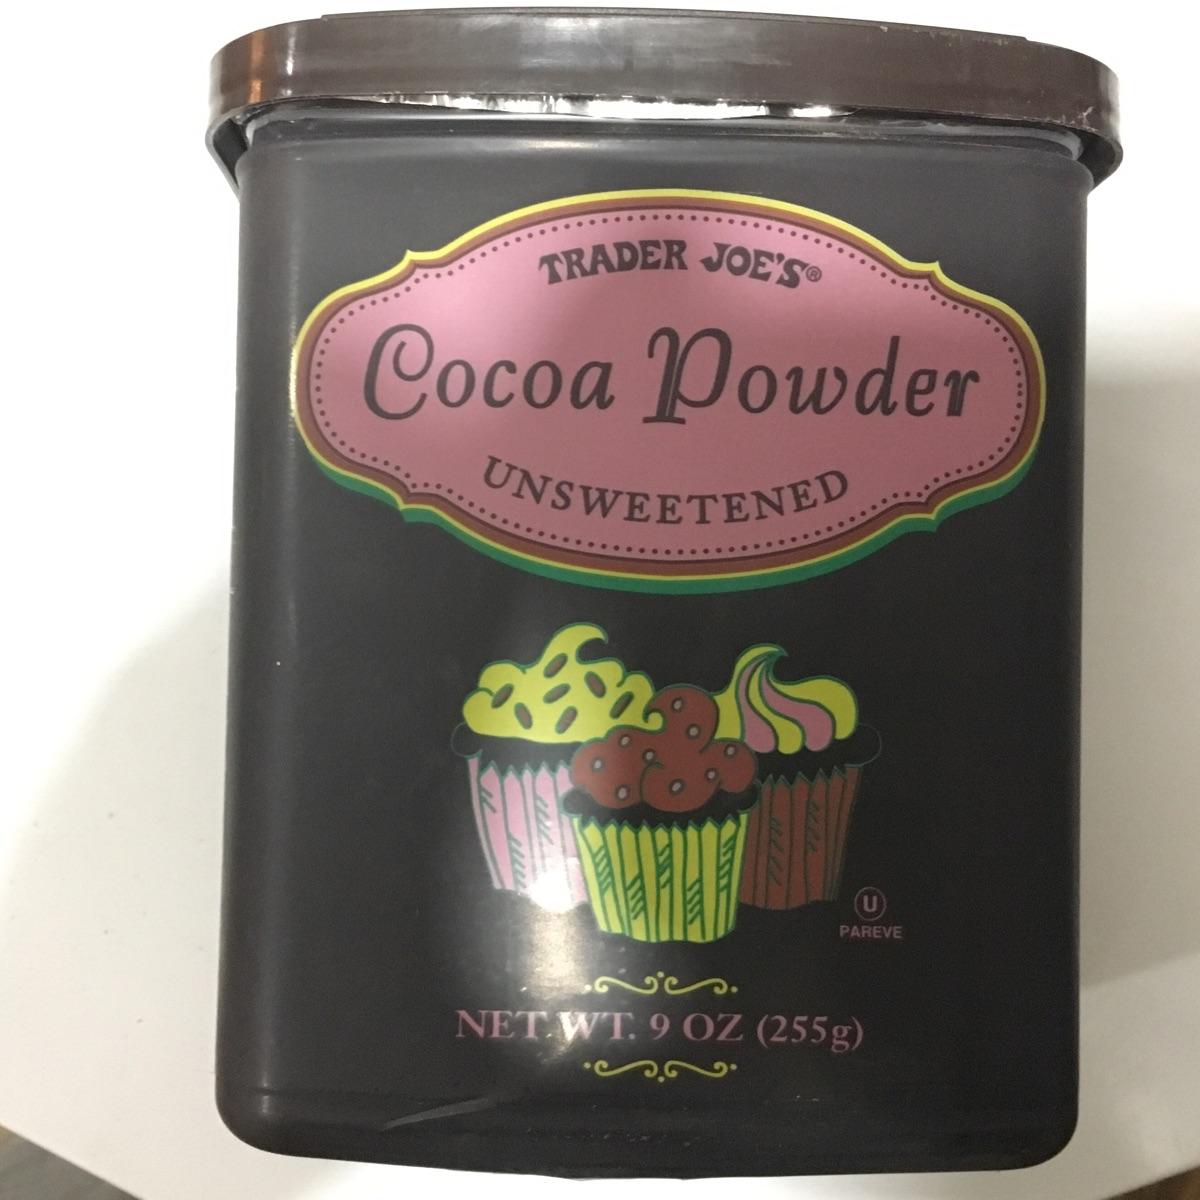 TRADER JOE'S®
Cocoa Powder
UNSWEETENED
U
PAREVE
NET WT. 9 OZ (255g)